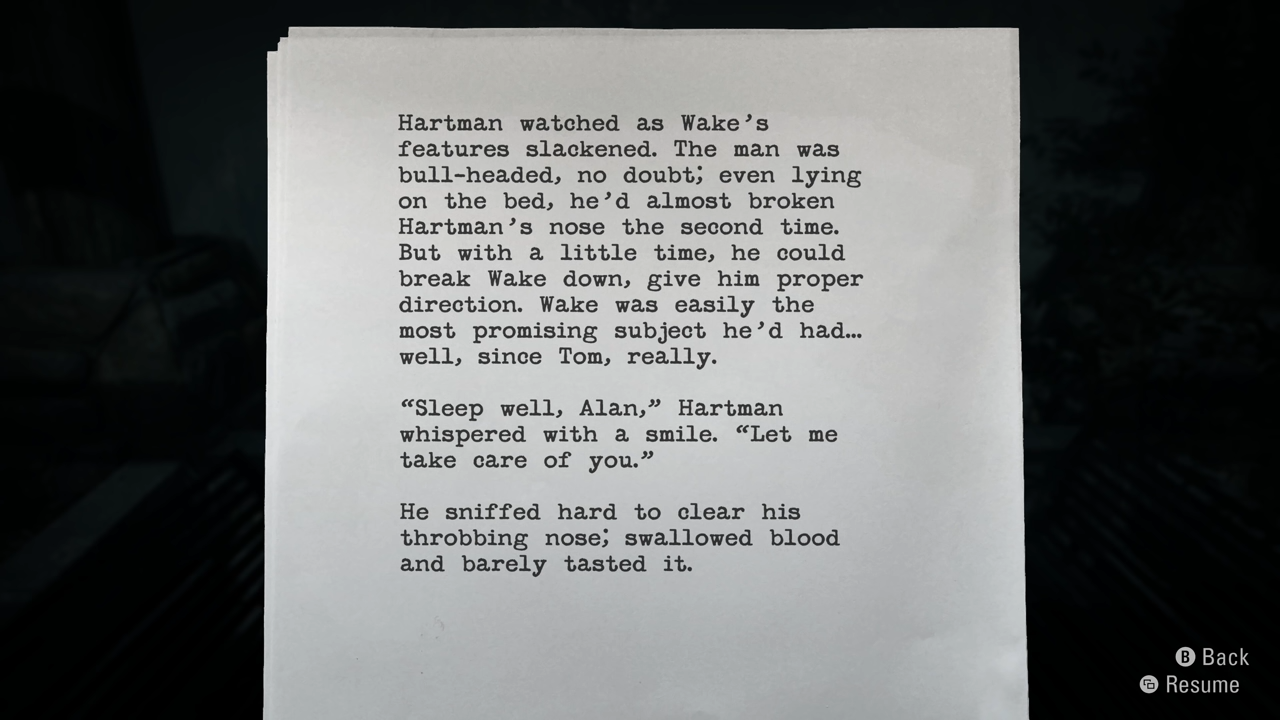 Hartman watched as Wake’s
features slackened. The man was
bull-headed, no doubt; even lying
on the bed, he’d almost broken
Hartman’s nose the second time.
But with a little time, he could
break Wake down, give him proper
direction. Wake was easily the
most promising subject he’d had…
well, since Tom, really.
“Sleep well, Alan,” Hartman
whispered with a smile. “Let me
take care of you.”
He sniffed hard to clear his
throbbing nose; swallowed blood
and barely tasted it.
B Back
Resume